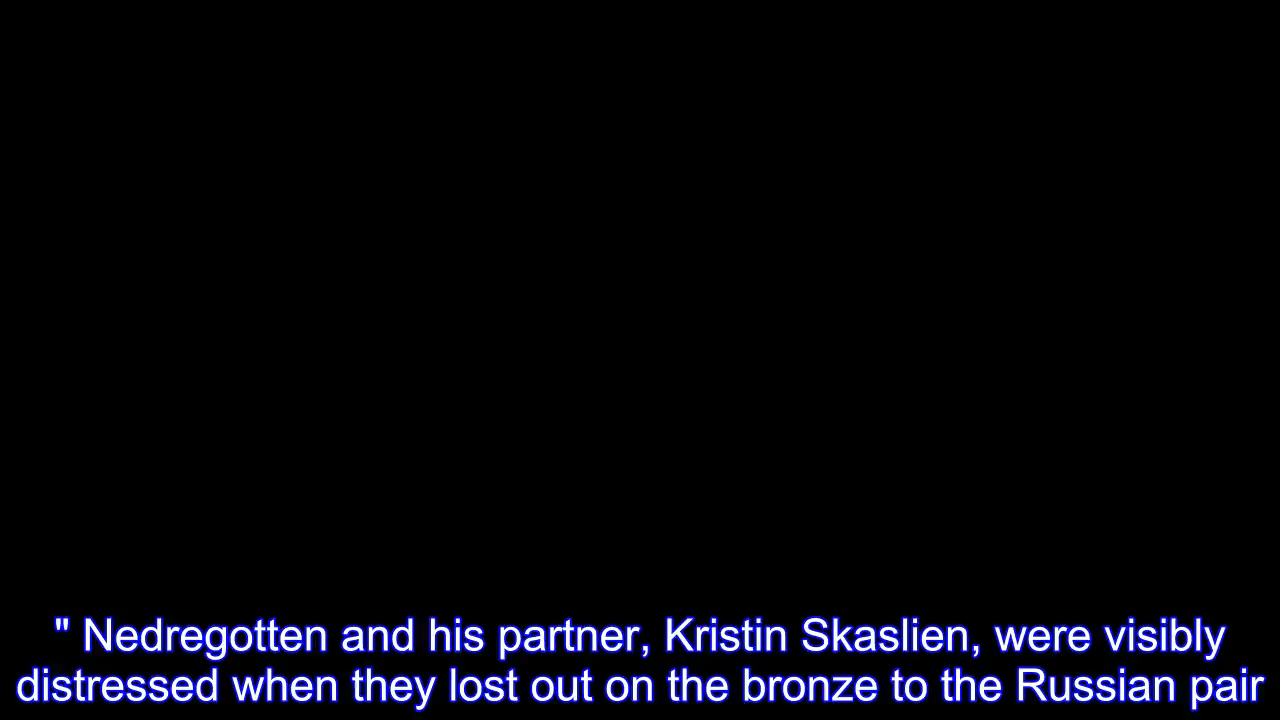 " Nedregotten and his partner, Kristin Skaslien, were visibly
distressed when they lost out on the bronze to the Russian pair